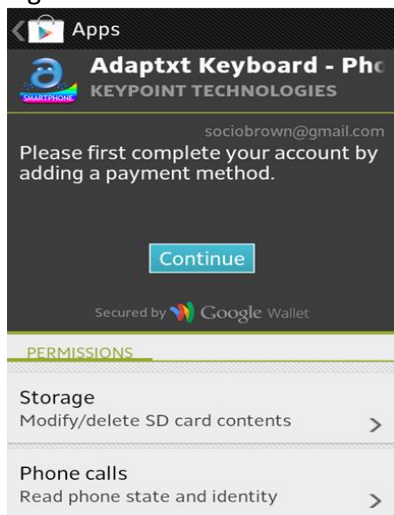 Apps
Adaptxt Keyboard - Pho
KEYPOINT TECHNOLOGIES
SMARTPHONE
sociobrown@gmail.com
Please first complete your account by
adding a payment method.
Continue
Secured by Google Wallet
PERMISSIONS
Storage
Modify/delete SD card contents
Phone calls
Read phone state and identity